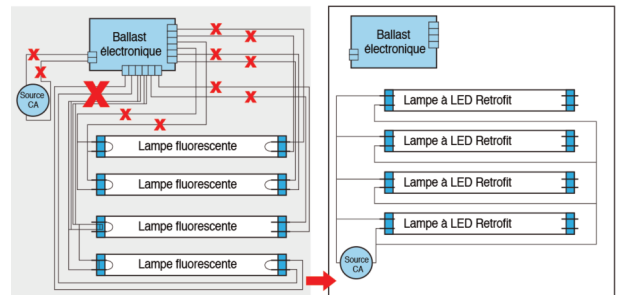 Ballast
électronique
Source
CA
X
X
X
X
X
X
X
X
X
Lampe fluorescente
Lampe fluorescente
Lampe fluorescente
Lampe fluorescente
Ballast
électronique
Lampe à LED Retrofit
Lampe à LED Retrofit
Lampe à LED Retrofit
Lampe à LED Retrofit
Source
CA